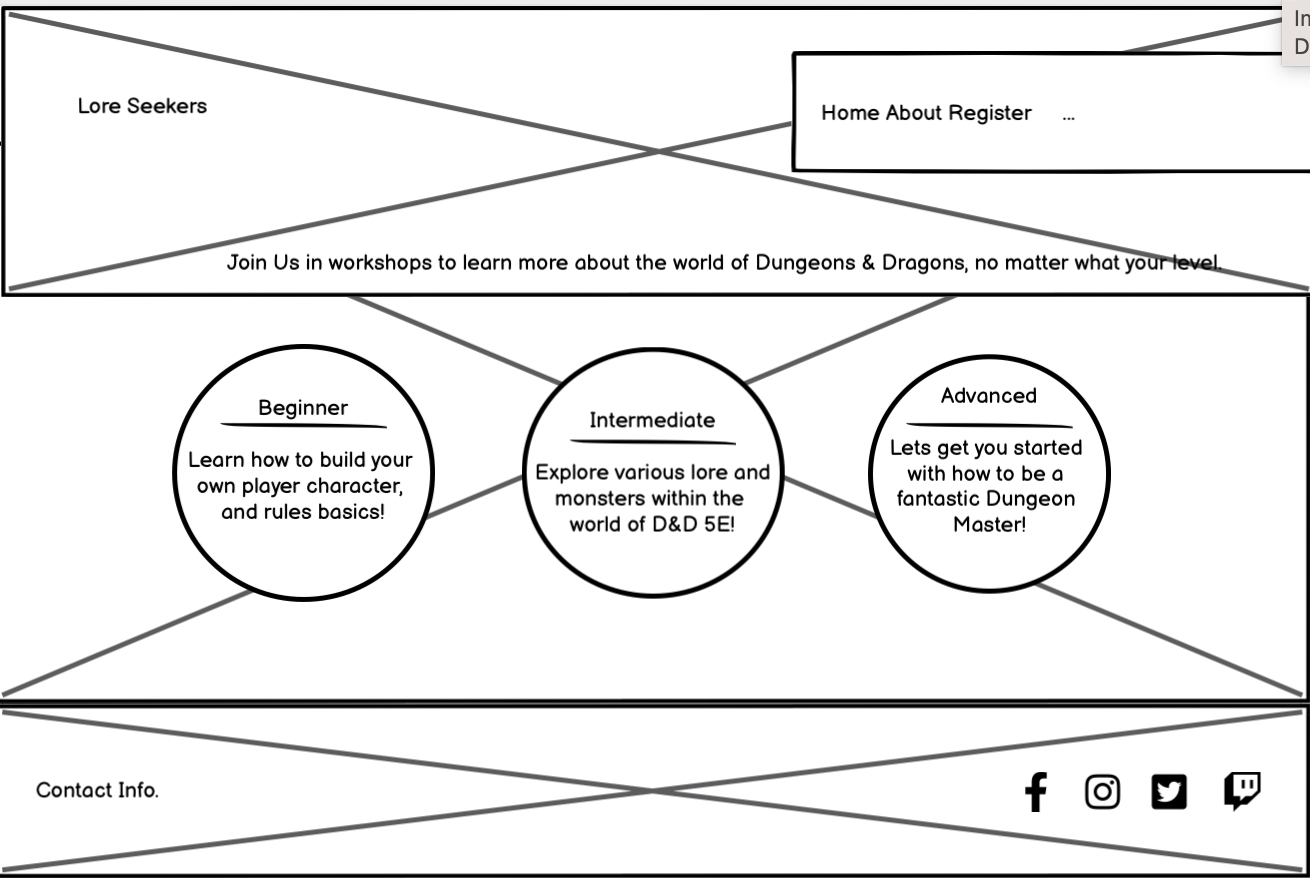 In
D
Lore Seekers
Home About Register ...
Join Us in workshops to learn more about the world of Dungeons & Dragons, no matter what your level.
Beginner
Learn how to build your
own player character,
and rules basics!
Intermediate
Explore various lore and
monsters within the
world of D&D 5E!
Advanced
Lets get you started
with how to be a
fantastic Dungeon
Master!
Contact Info.